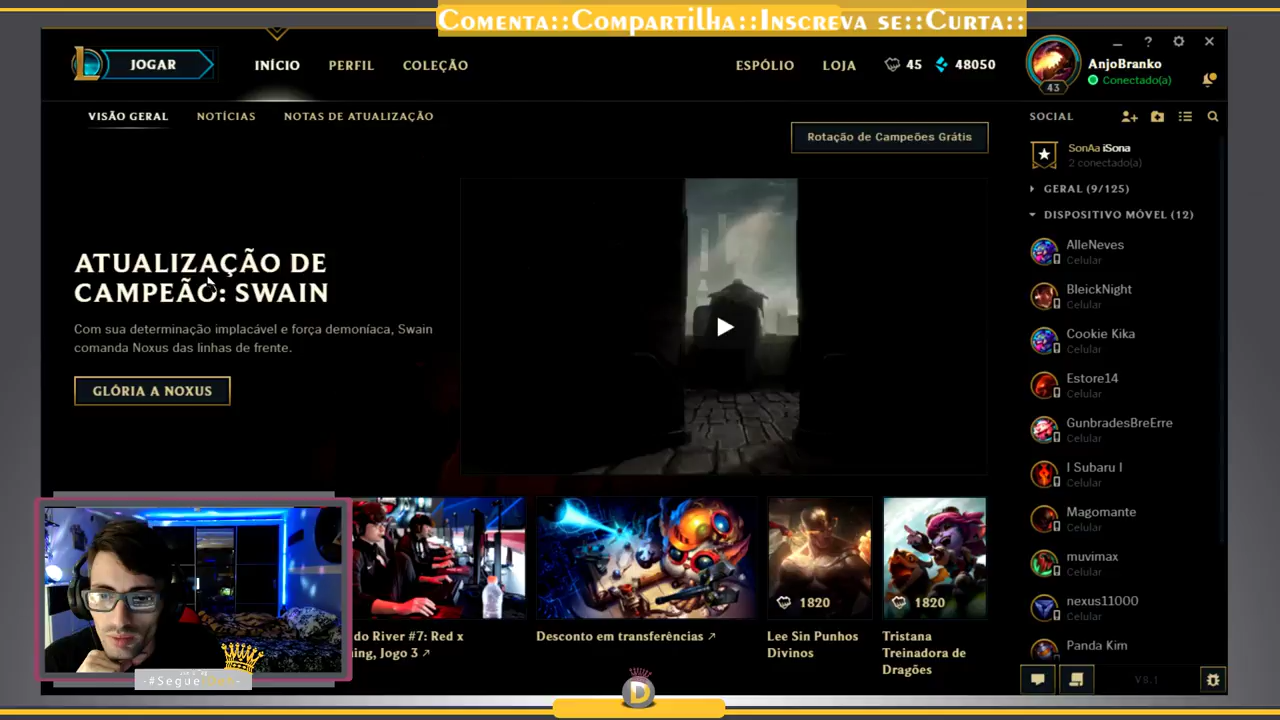 Comenta::Compartilha::Inscreva se::Curta::
JOGAR
INÍCIO
PERFIL
COLEÇÃO
ESPÓLIO
LOJA
45
48050
AnjoBranko
43
Conectado(a)
VISÃO GERAL
NOTÍCIAS
NOTAS DE ATUALIZAÇÃO
Rotação de Campeões Grátis
ATUALIZAÇÃO DE
CAMPEÃO: SWAIN
Com sua determinação implacável e força demoníaca, Swain
comanda Noxus das linhas de frente.
GLÓRIA A NOXUS
do River #7: Red x
ing, Jogo 3
Desconto em transferências
1820
Lee Sin Punhos
Divinos
1820
Tristana
Treinadora de
Dragões
SOCIAL
SonAa iSona
2 conectado(a)
GERAL (9/125)
DISPOSITIVO MÓVEL (12)
AlleNeves
Celular
BleickNight
Celular
Cookie Kika
Celular
Estore14
Celular
GunbradesBreErre
Celular
I Subaru I
Celular
Magomante
Celular
muvimax
Celular
nexus11000
Celular
Panda Kim
V8.1
D